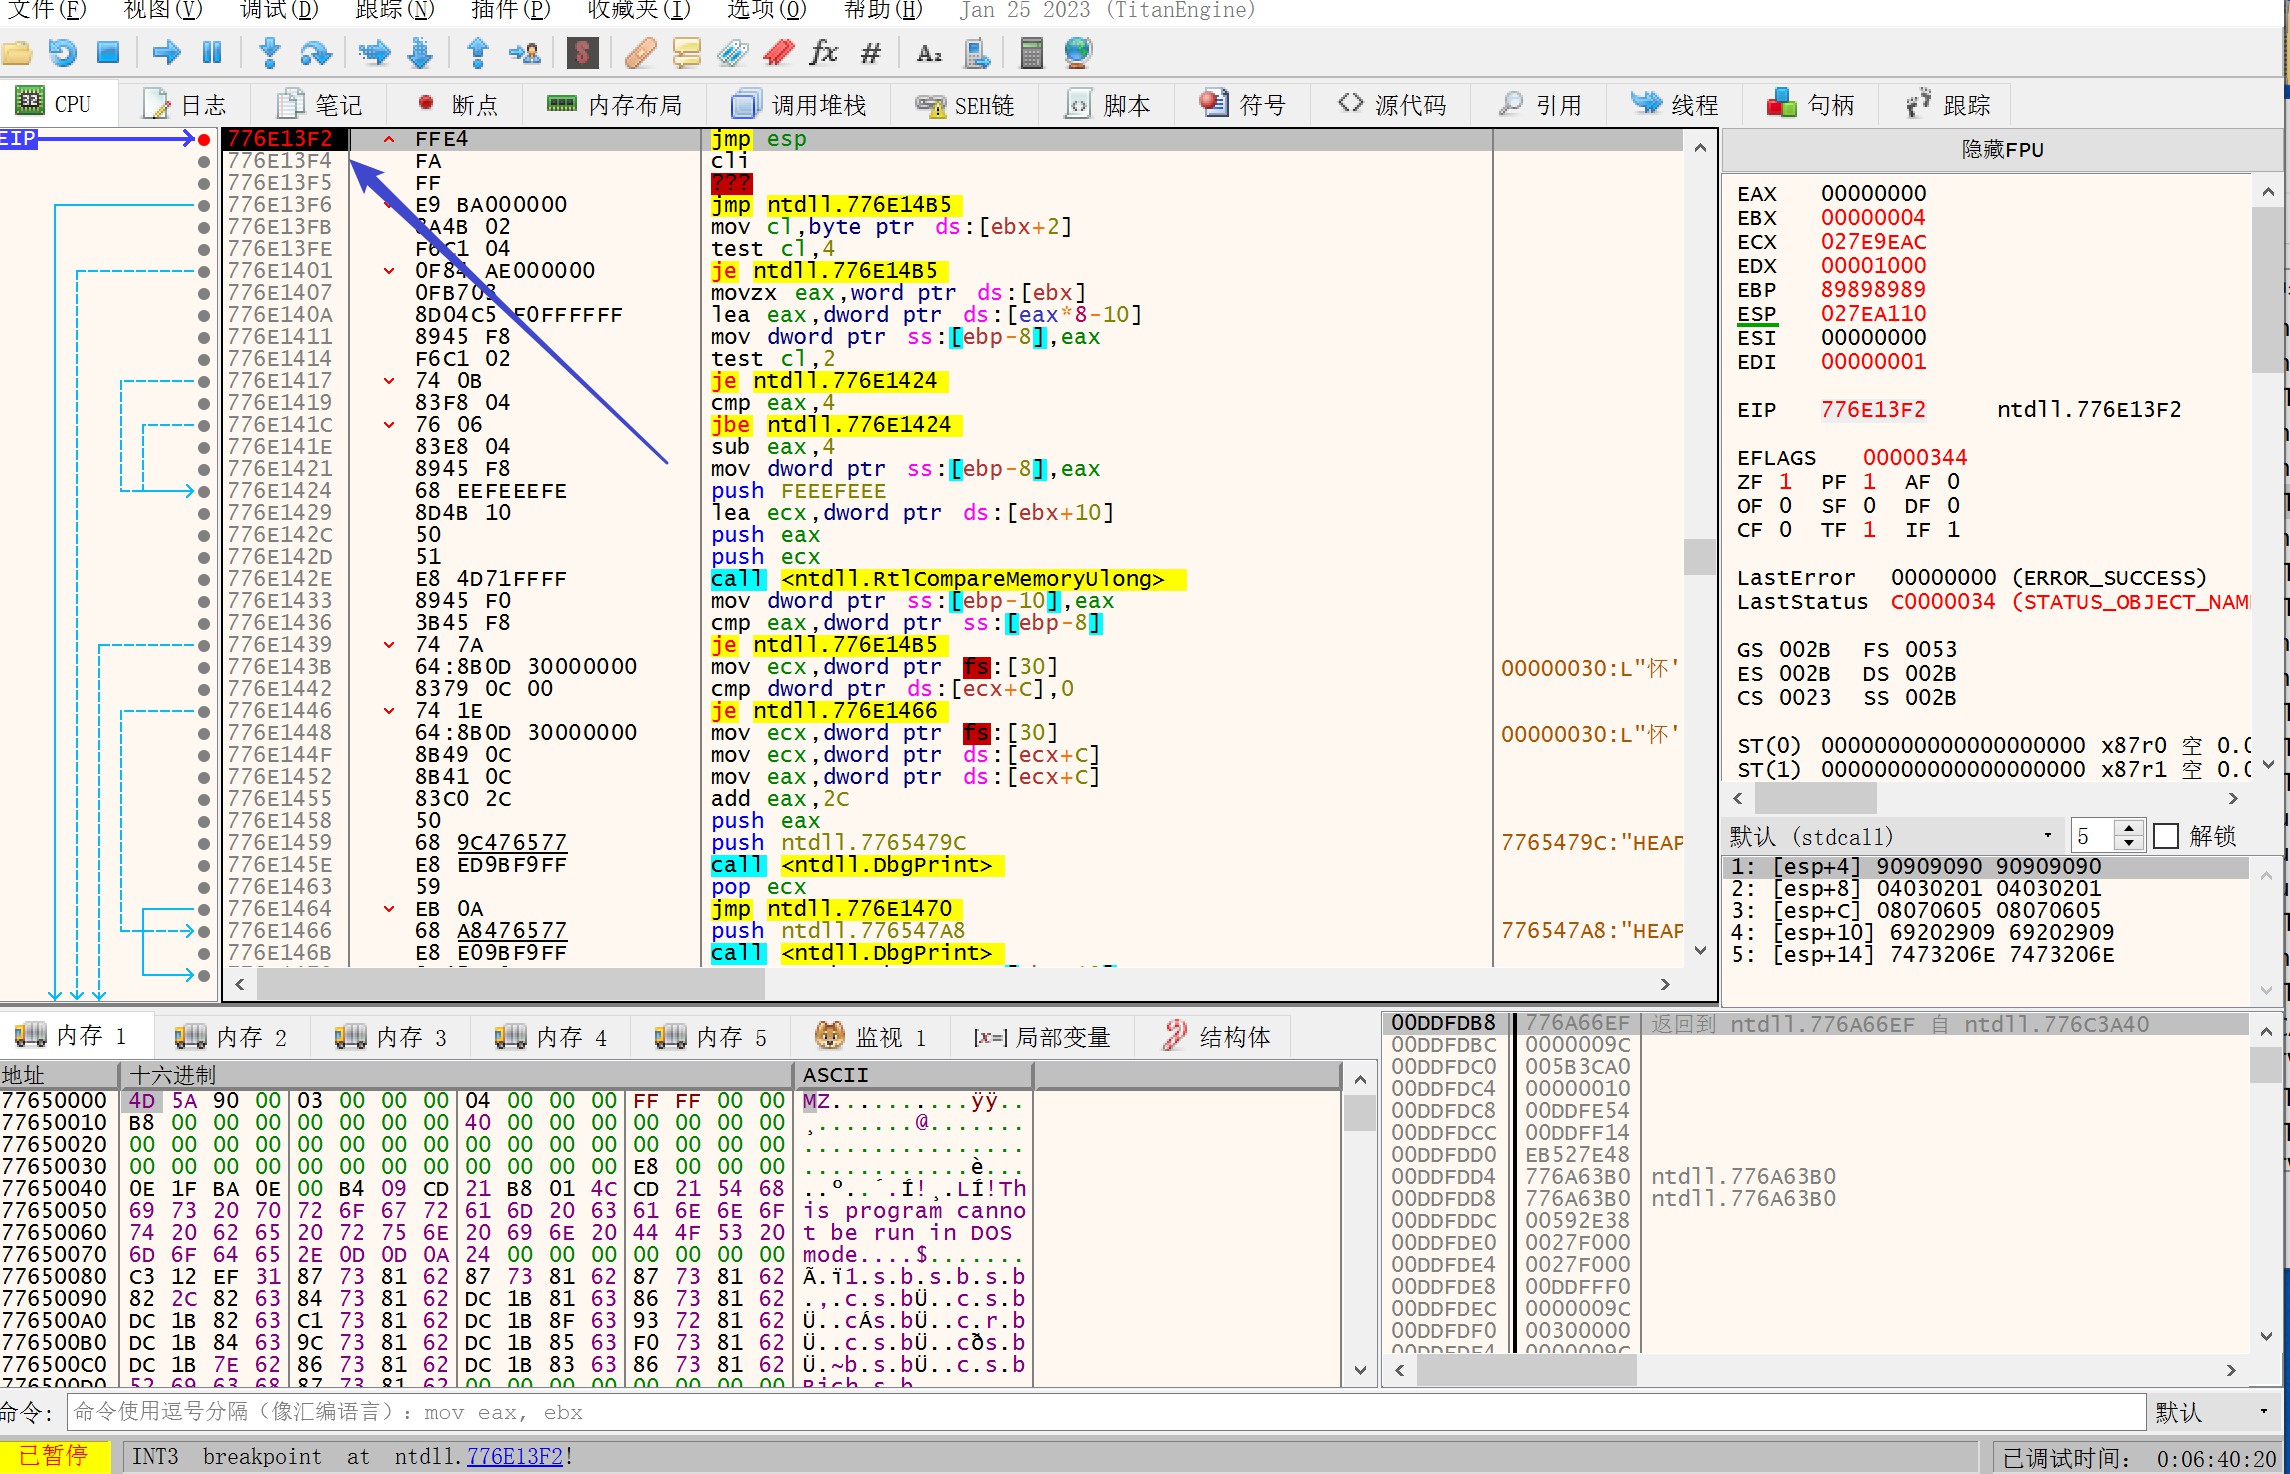 文件(F) 视图(V) 调试(D) 跟踪(N) 插件(P) 收藏夹(I) 选项(O) 帮助(H) Jan 25 2023 (TitanEngine)
CPU 日志 笔记 断点 内存布局 调用堆栈 SEH链 脚本 符号 源代码 引用 线程 句柄 跟踪
EIP
776E13F2 FFE4 jmp esp
776E13F4 FA cli
776E13F5 FF ???
776E13F6 E9 BA000000 jmp ntdll.776E14B5
776E13FB 8A4B 02 mov cl,byte ptr ds:[ebx+2]
776E13FE F6C1 04 test cl,4
776E1401 0F84 AE000000 je ntdll.776E14B5
776E1407 0FB703 movzx eax,word ptr ds:[ebx]
776E140A 8D04C5 F0FFFFFF lea eax,dword ptr ds:[eax*8-10]
776E1411 8945 F8 mov dword ptr ss:[ebp-8],eax
776E1414 F6C1 02 test cl,2
776E1417 74 0B je ntdll.776E1424
776E1419 83F8 04 cmp eax,4
776E141C 76 06 jbe ntdll.776E1424
776E141E 83E8 04 sub eax,4
776E1421 8945 F8 mov dword ptr ss:[ebp-8],eax
776E1424 68 EEFEEEFE push FEEEFEEE
776E1429 8D4B 10 lea ecx,dword ptr ds:[ebx+10]
776E142C 50 push eax
776E142D 51 push ecx
776E142E E8 4D71FFFF call <ntdll.RtlCompareMemoryUlong>
776E1433 8945 F0 mov dword ptr ss:[ebp-10],eax
776E1436 3B45 F8 cmp eax,dword ptr ss:[ebp-8]
776E1439 74 7A je ntdll.776E14B5
776E143B 64:8B0D 30000000 mov ecx,dword ptr fs:[30] 00000030:L"怀'
776E1442 8379 0C 00 cmp dword ptr ds:[ecx+C],0
776E1446 74 1E je ntdll.776E1466
776E1448 64:8B0D 30000000 mov ecx,dword ptr fs:[30] 00000030:L"怀'
776E144F 8B49 0C mov ecx,dword ptr ds:[ecx+C]
776E1452 8B41 0C mov eax,dword ptr ds:[ecx+C]
776E1455 83C0 2C add eax,2C
776E1458 50 push eax
776E1459 68 9C476577 push ntdll.7765479C 7765479C:"HEAP
776E145E E8 ED9BF9FF call <ntdll.DbgPrint>
776E1463 59 pop ecx
776E1464 EB 0A jmp ntdll.776E1470
776E1466 68 A8476577 push ntdll.776547A8 776547A8:"HEAP
776E146B E8 E09BF9FF call <ntdll.DbgPrint>
隐藏FPU
EAX 00000000
EBX 00000004
ECX 027E9EAC
EDX 00001000
EBP 89898989
ESP 027EA110
ESI 00000000
EDI 00000001
EIP 776E13F2 ntdll.776E13F2
EFLAGS 00000344
ZF 1 PF 1 AF 0
OF 0 SF 0 DF 0
CF 0 TF 1 IF 1
LastError 00000000 (ERROR_SUCCESS)
LastStatus C0000034 (STATUS_OBJECT_NAM
GS 002B FS 0053
ES 002B DS 002B
CS 0023 SS 002B
ST(0) 00000000000000000000 x87r0 空 0.0
ST(1) 00000000000000000000 x87r1 空 0.0
默认 (stdcall) 5 解锁
1: [esp+4] 90909090 90909090
2: [esp+8] 04030201 04030201
3: [esp+C] 08070605 08070605
4: [esp+10] 69202909 69202909
5: [esp+14] 7473206E 7473206E
内存 1 内存 2 内存 3 内存 4 内存 5 监视 1 [x=] 局部变量 结构体
地址 十六进制 ASCII
77650000 4D 5A 90 00 03 00 00 00 04 00 00 00 FF FF 00 00 MZ..........ÿÿ..
77650010 B8 00 00 00 00 00 00 00 40 00 00 00 00 00 00 00 ¸.......@.......
77650020 00 00 00 00 00 00 00 00 00 00 00 00 00 00 00 00 ................
77650030 00 00 00 00 00 00 00 00 00 00 00 00 E8 00 00 00 ............è...
77650040 0E 1F BA 0E 00 B4 09 CD 21 B8 01 4C CD 21 54 68 ..º..´.Í!¸.LÍ!Th
77650050 69 73 20 70 72 6F 67 72 61 6D 20 63 61 6E 6E 6F is program canno
77650060 74 20 62 65 20 72 75 6E 20 69 6E 20 44 4F 53 20 t be run in DOS
77650070 6D 6F 64 65 2E 0D 0D 0A 24 00 00 00 00 00 00 00 mode....$.......
77650080 C3 12 EF 31 87 73 81 62 87 73 81 62 87 73 81 62 Ã.ï1.s.b.s.b.s.b
77650090 82 2C 82 63 84 73 81 62 DC 1B 81 63 86 73 81 62 .,.c.s.bÜ..c.s.b
776500A0 DC 1B 82 63 C1 73 81 62 DC 1B 8F 63 93 72 81 62 Ü..cÁs.bÜ..c.r.b
776500B0 DC 1B 84 63 9C 73 81 62 DC 1B 85 63 F0 73 81 62 Ü..c.s.bÜ..cðs.b
776500C0 DC 1B 7E 62 86 73 81 62 DC 1B 83 63 86 73 81 62 Ü.~b.s.bÜ..c.s.b
776500D0 52 69 63 68 87 73 81 62 00 00 00 00 00 00 00 00 Rich.s.b
00DDFDB8 776A66EF 返回到 ntdll.776A66EF 自 ntdll.776C3A40
00DDFDBC 0000009C
00DDFDC0 005B3CA0
00DDFDC4 00000010
00DDFDC8 00DDFE54
00DDFDCC 00DDFF14
00DDFDD0 EB527E48
00DDFDD4 776A63B0 ntdll.776A63B0
00DDFDD8 776A63B0 ntdll.776A63B0
00DDFDDC 00592E38
00DDFDE0 0027F000
00DDFDE4 0027F000
00DDFDE8 00DDFFF0
00DDFDEC 0000009C
00DDFDF0 00300000
00DDFDF4 0000009C
命令: 命令使用逗号分隔（像汇编语言）: mov eax, ebx 默认
已暂停 INT3 breakpoint at ntdll.776E13F2! 已调试时间: 0:06:40:20